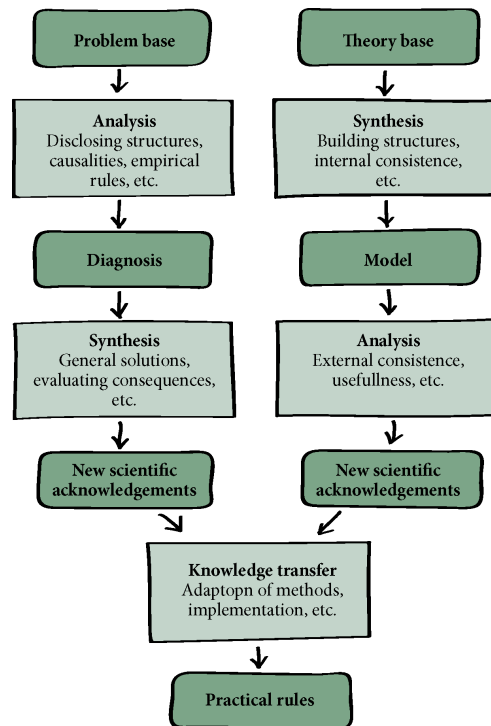 Problem base
Analysis
Disclosing structures,
causalities, empirical
rules, etc.
Diagnosis
Synthesis
General solutions,
evaluating consequences,
etc.
New scientific
acknowledgements
Theory base
Synthesis
Building structures,
internal consistence,
etc.
Model
Analysis
External consistence,
usefullness, etc.
New scientific
acknowledgements
Knowledge transfer
Adaptopn of methods,
implementation, etc.
Practical rules